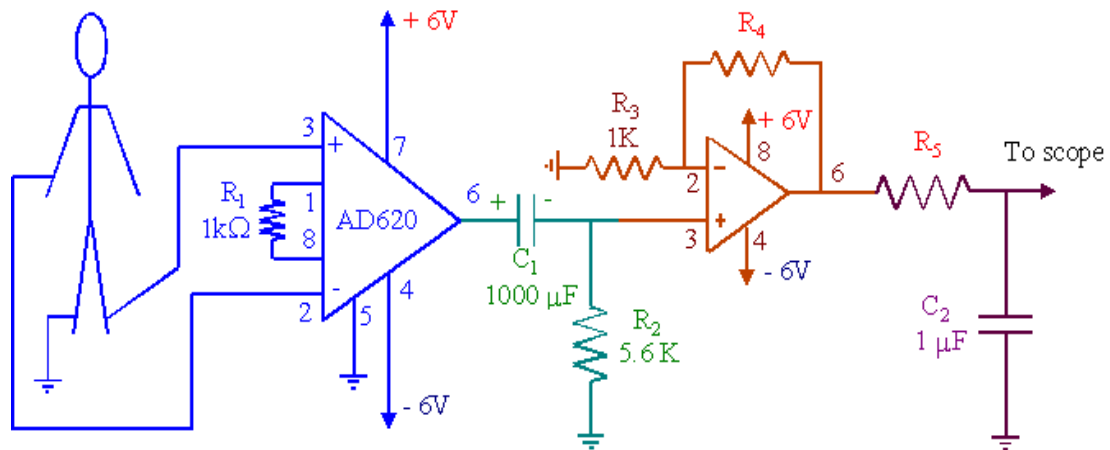 + 6V
3
+
7
R₁
1kΩ
1
8
AD620
6
-
2
5
4
- 6V
+
-
C₁
1000 µF
R₂
5.6 K
R₃
1K
R₄
+ 6V
8
2
-
3
+
6
4
- 6V
R₅
To scope
C₂
1 µF